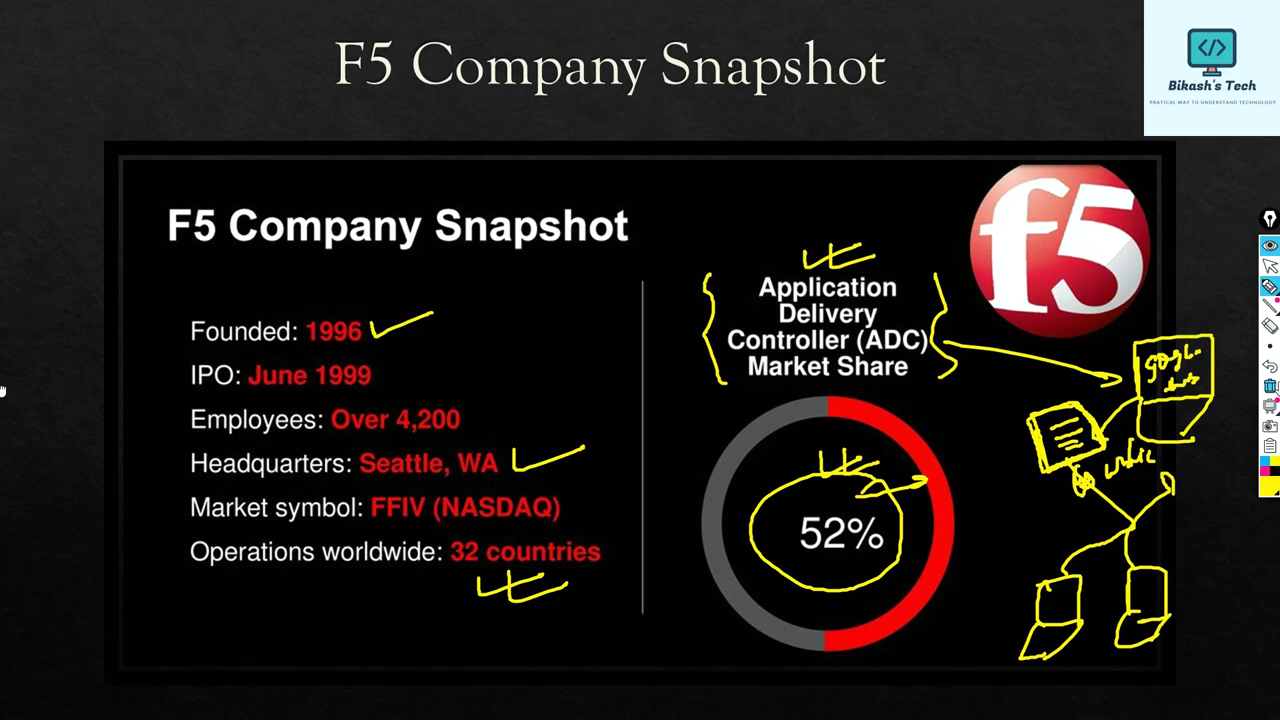 F5 Company Snapshot
Bikash's Tech
PRATICAL WAY TO UNDERSTAND TECHNOLOGY
F5 Company Snapshot
f5
Founded: 1996
IPO: June 1999
Employees: Over 4,200
Headquarters: Seattle, WA
Market symbol: FFIV (NASDAQ)
Operations worldwide: 32 countries
Application
Delivery
Controller (ADC)
Market Share
52%